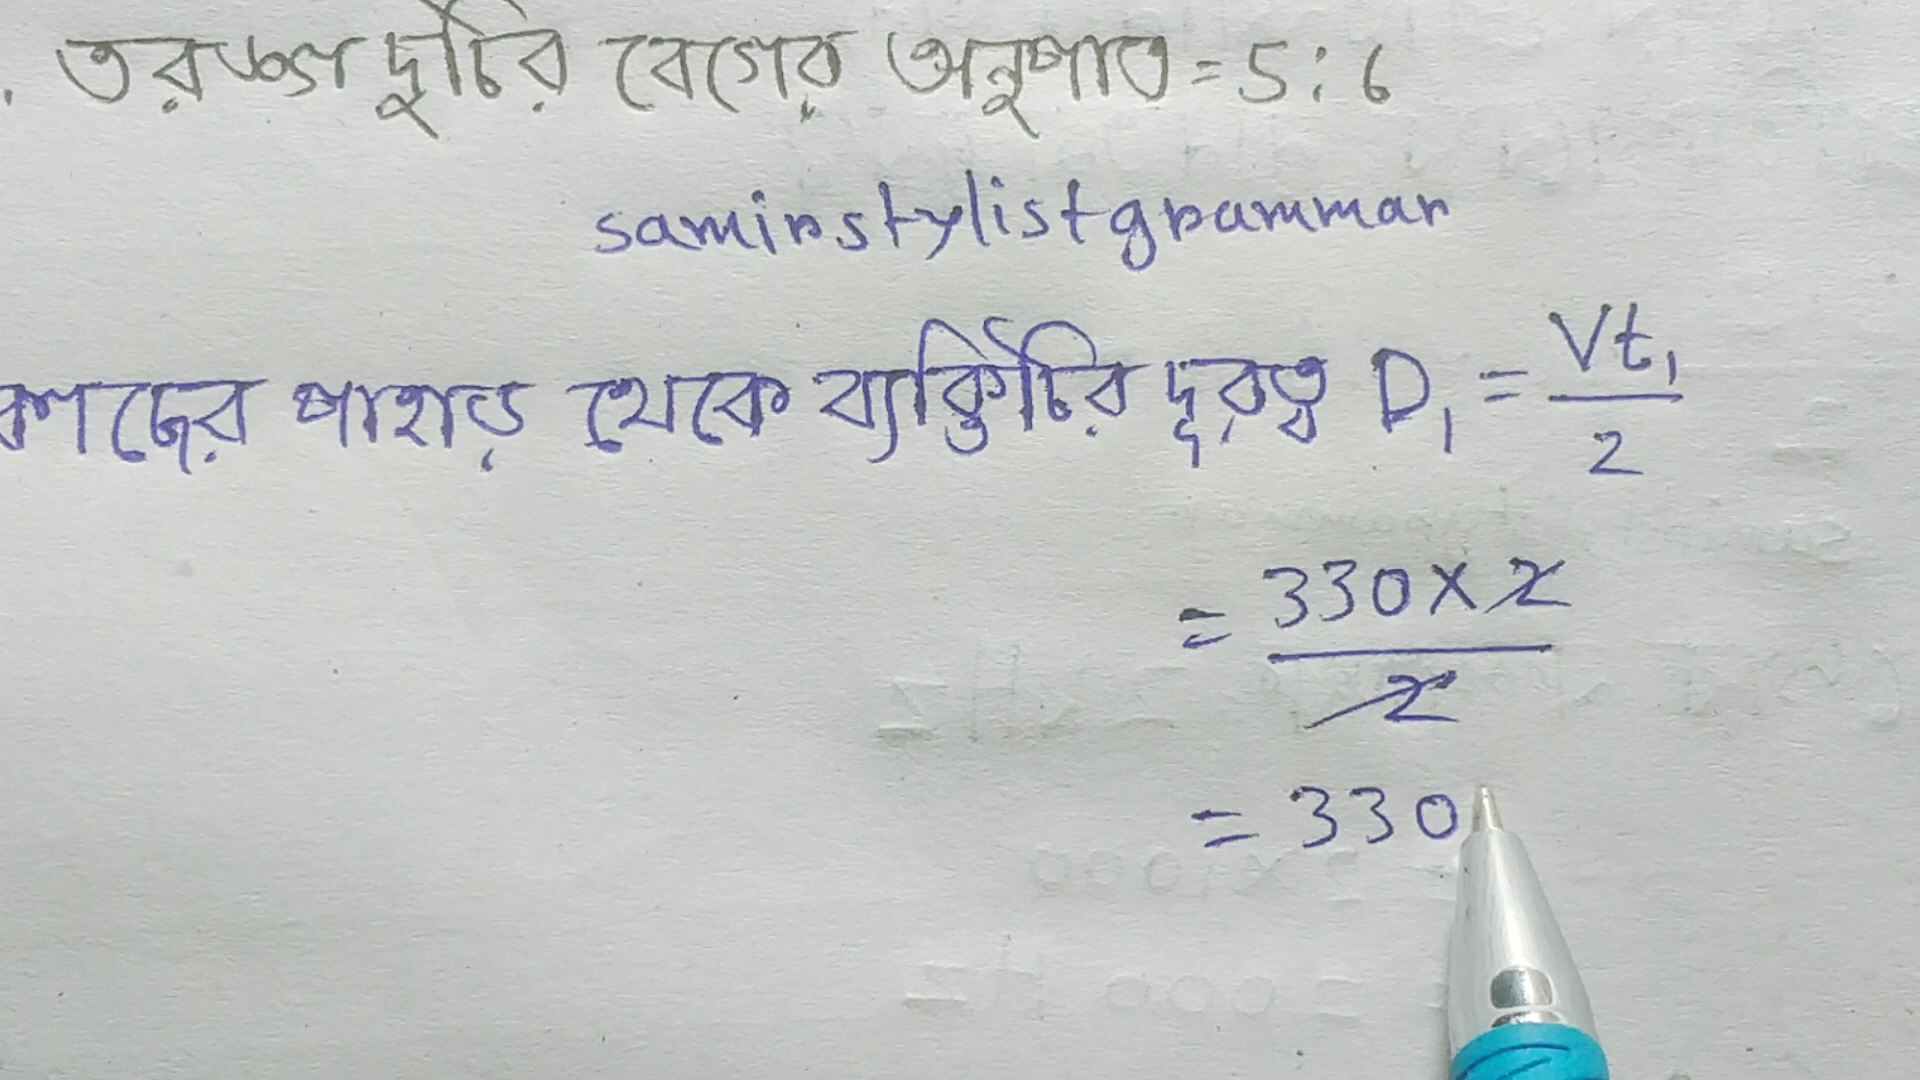 . তরঙ্গ দুটির বেগের অনুপাত = 5 : 6
saminstylistgrammar
কাছের পাহাড় থেকে ব্যক্তিটির দূরত্ব D₁ = Vt₁/2
= 330 × 2/2
= 330